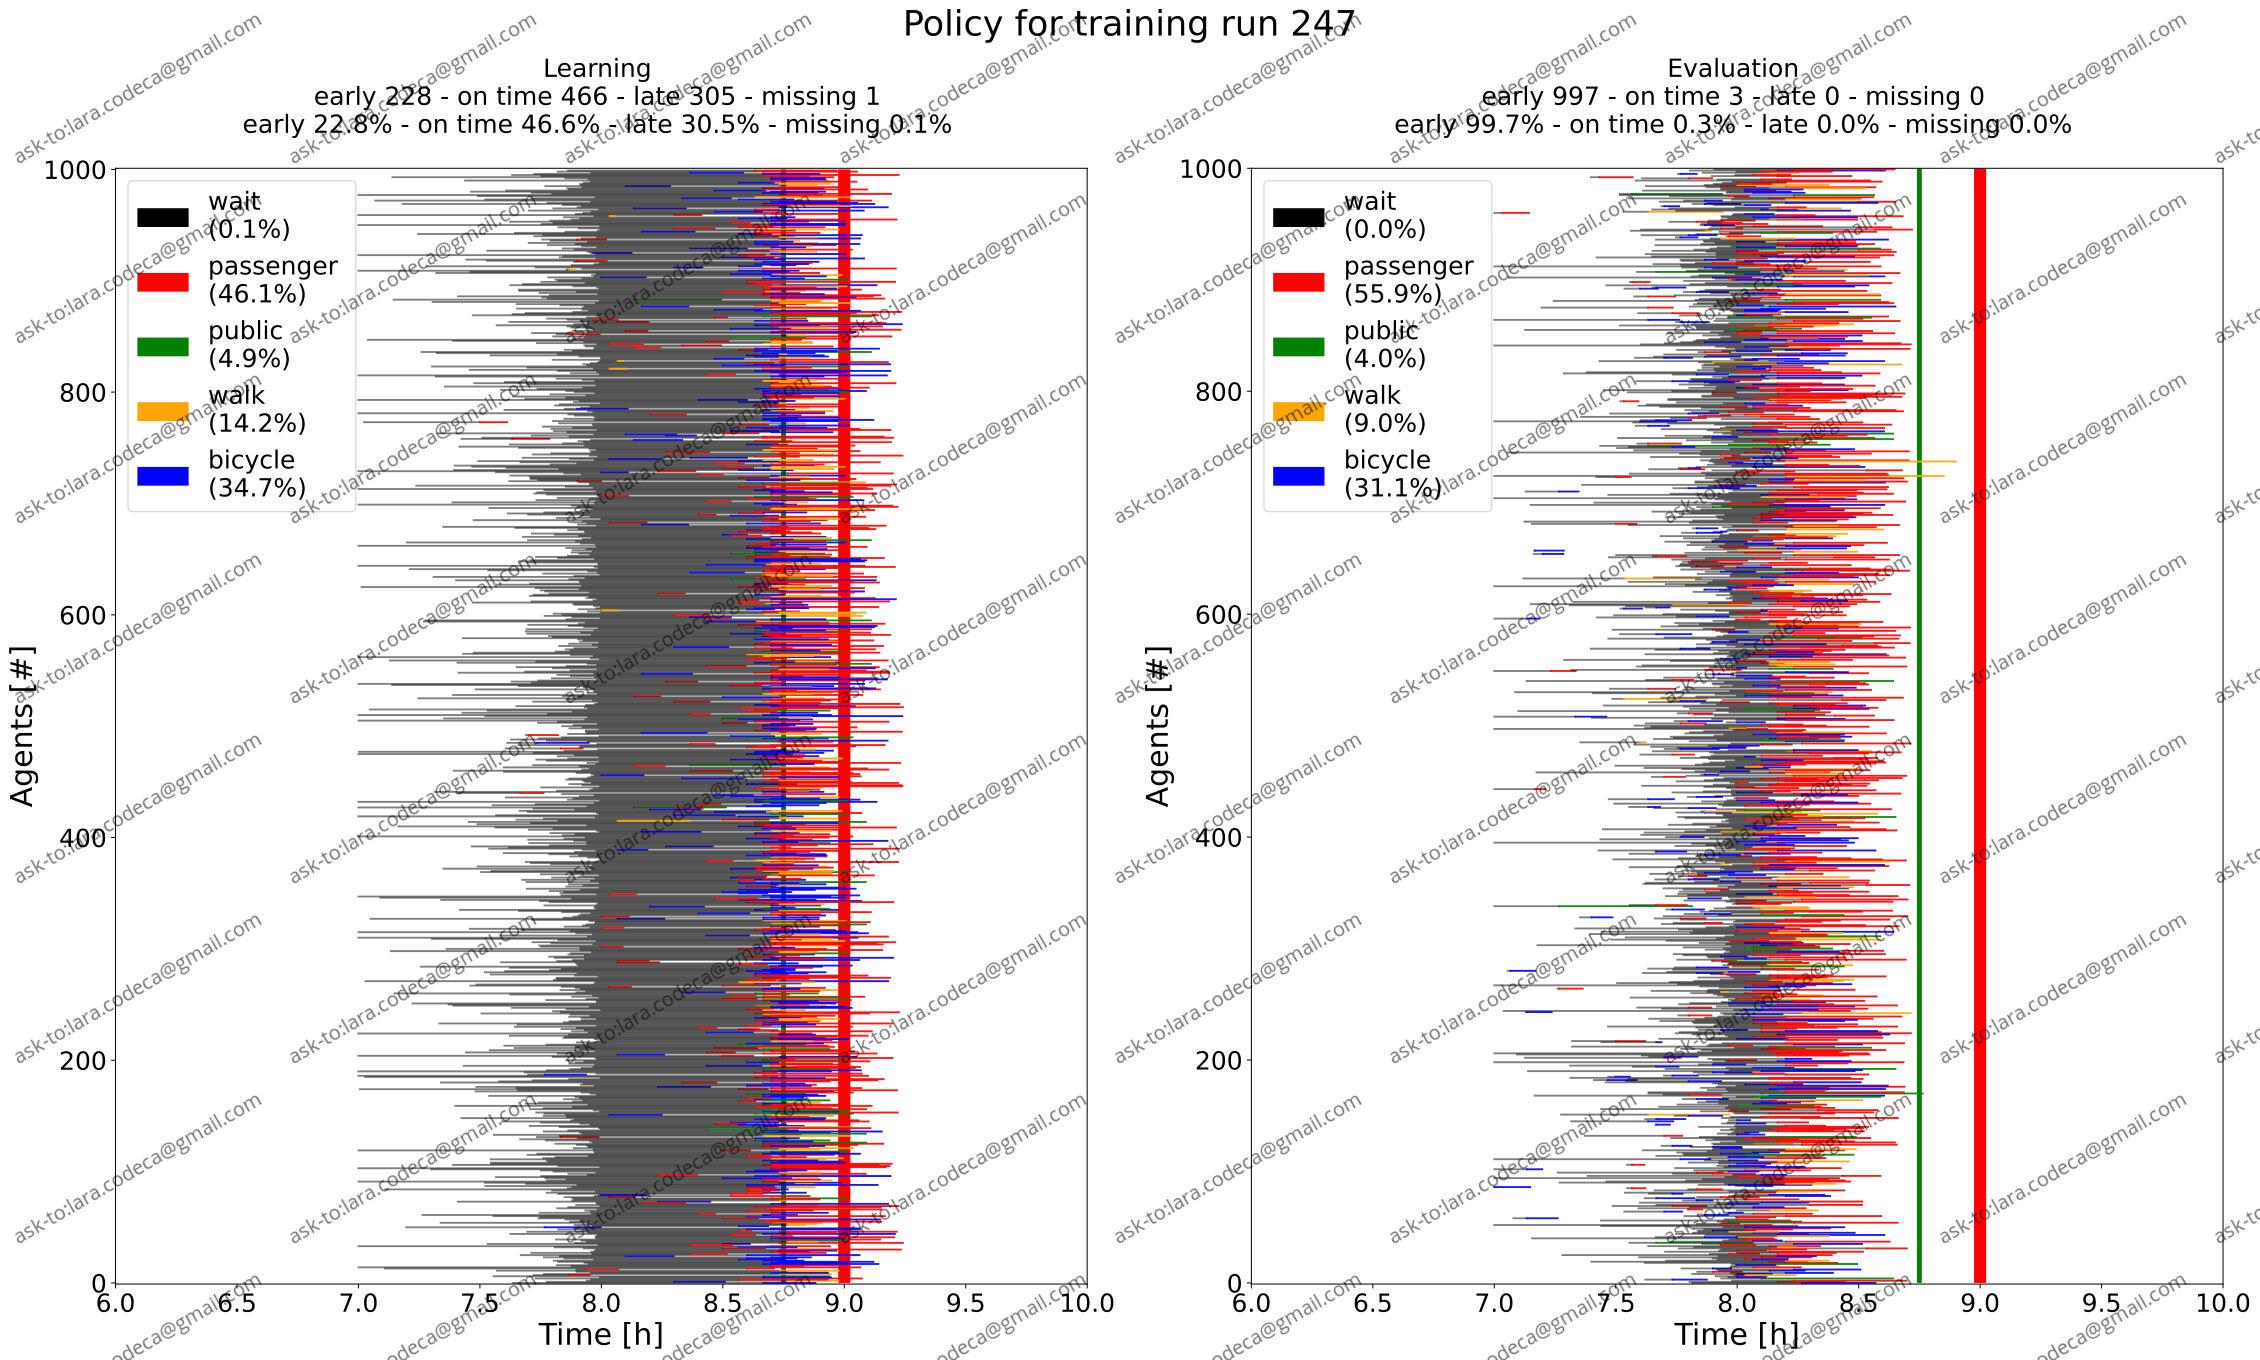 Policy for training run 247
Learning
early 228 - on time 466 - late 305 - missing 1
early 22.8% - on time 46.6% - late 30.5% - missing 0.1%
Agents [#]
1000
800
600
400
200
0
wait
(0.1%)
passenger
(46.1%)
public
(4.9%)
walk
(14.2%)
bicycle
(34.7%)
6.0 6.5 7.0 7.5 8.0 8.5 9.0 9.5 10.0
Time [h]
Evaluation
early 997 - on time 3 - late 0 - missing 0
early 99.7% - on time 0.3% - late 0.0% - missing 0.0%
Agents [#]
1000
800
600
400
200
0
wait
(0.0%)
passenger
(55.9%)
public
(4.0%)
walk
(9.0%)
bicycle
(31.1%)
6.0 6.5 7.0 7.5 8.0 8.5 9.0 9.5 10.0
Time [h]
ask-to:lara.codeca@gmail.com